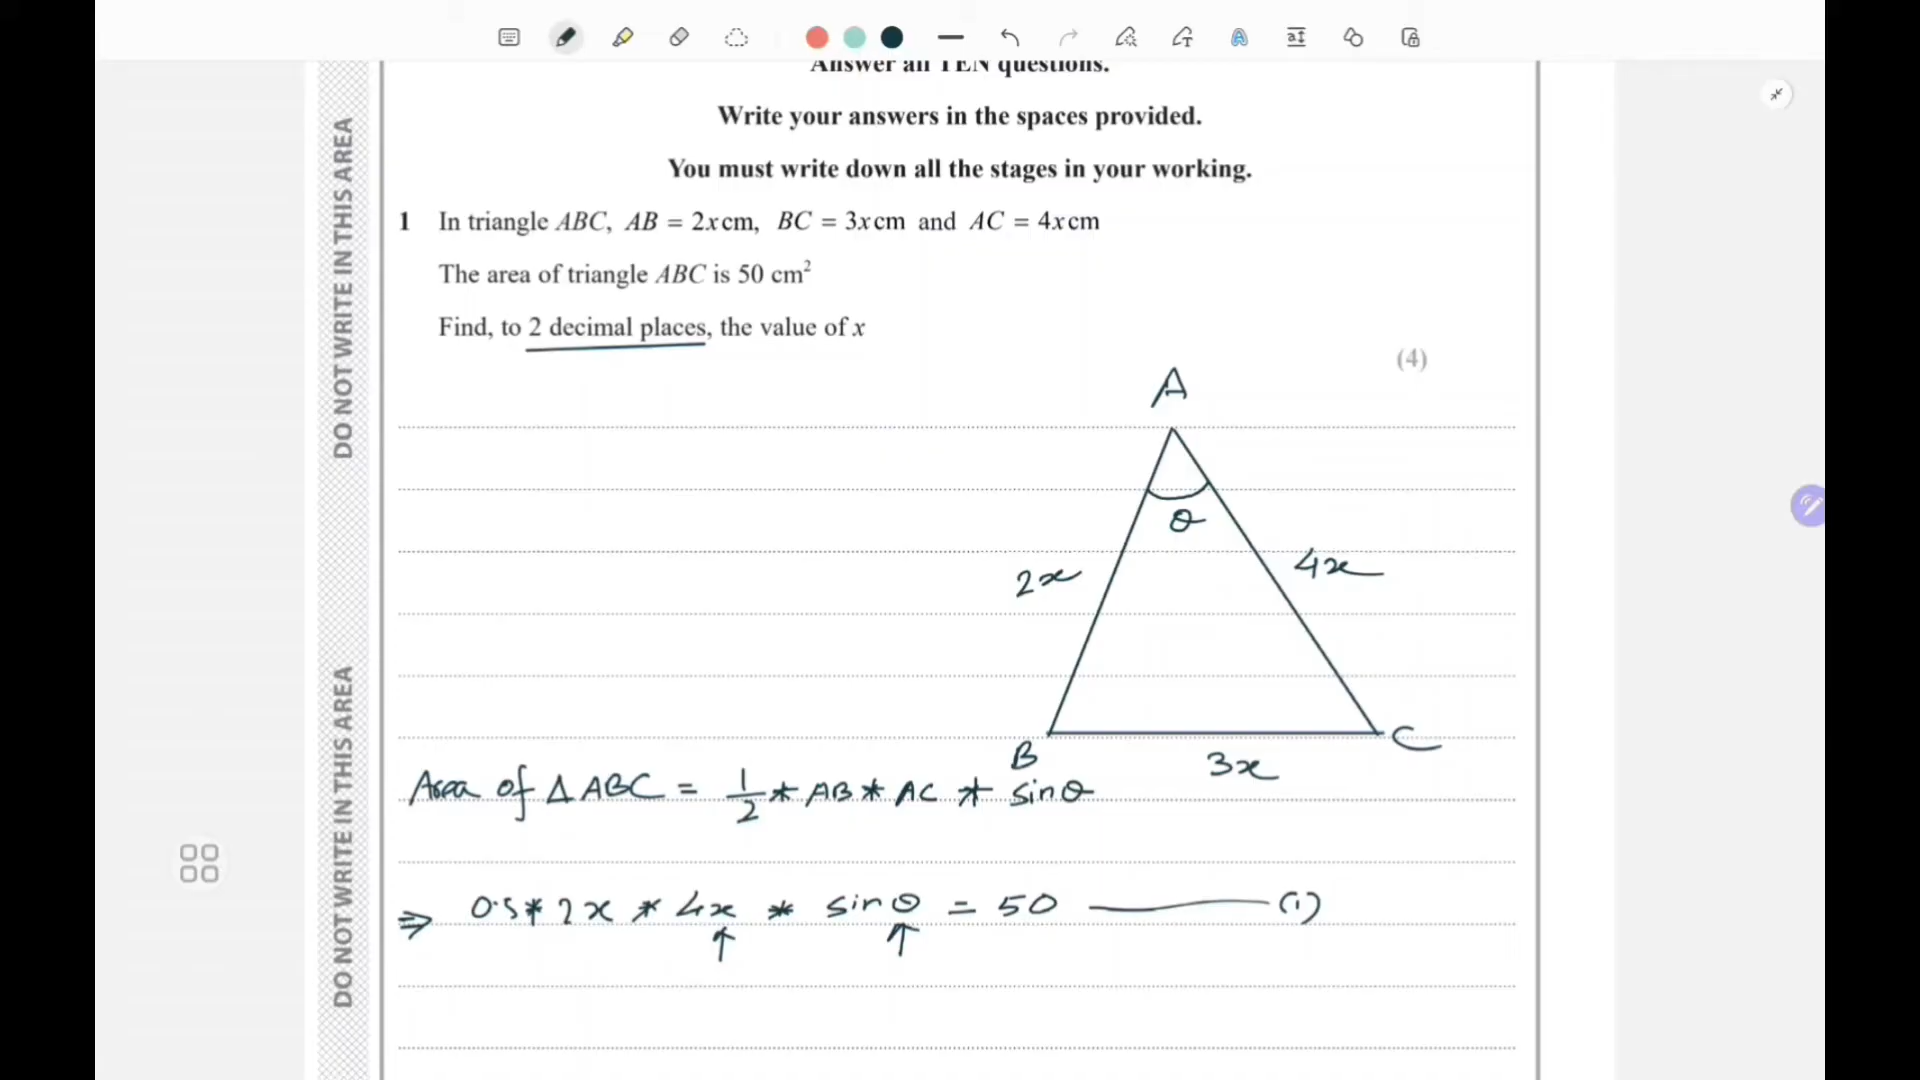 Answer all TEN questions.
Write your answers in the spaces provided.
You must write down all the stages in your working.
1 In triangle ABC, AB = 2x cm, BC = 3x cm and AC = 4x cm
The area of triangle ABC is 50 cm²
Find, to 2 decimal places, the value of x
(4)
A
θ
2x
4x
B
C
3x
Area of Δ ABC = 1/2 * AB * AC * sinθ
⇒ 0.5 * 2x * 4x * sinθ = 50 ——— (1)
↑ ↑
DO NOT WRITE IN THIS AREA
DO NOT WRITE IN THIS AREA